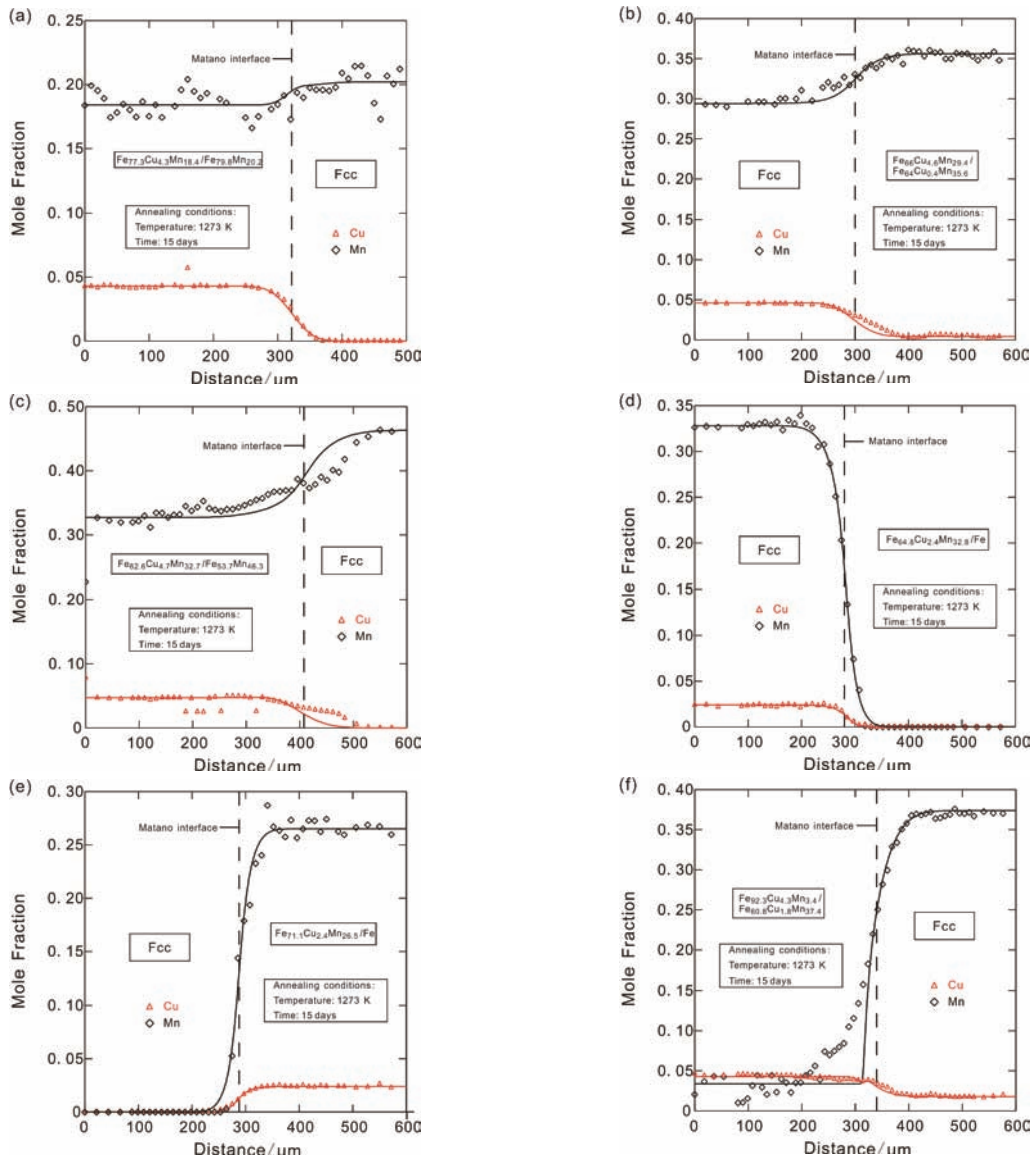 (a)
0.25
0.20
0.15
0.10
0.05
0
Mole Fraction
Matano interface
Fe77.3Cu4.3Mn18.4/Fe79.8Mn20.2
Fcc
Annealing conditions:
Temperature: 1273 K
Time: 15 days
Cu
Mn
0 100 200 300 400 500
Distance/um
(b)
0.40
0.35
0.30
0.25
0.20
0.15
0.10
0.05
0
Mole Fraction
Matano interface
Fcc
Fe66Cu4.6Mn29.4/
Fe64Cu0.4Mn35.6
Cu
Mn
Annealing conditions:
Temperature: 1273 K
Time: 15 days
0 100 200 300 400 500 600
Distance/um
(c)
0.50
0.40
0.30
0.20
0.10
0
Mole Fraction
Matano interface
Fe62.6Cu4.7Mn32.7/Fe53.7Mn46.3
Fcc
Annealing conditions:
Temperature: 1273 K
Time: 15 days
Cu
Mn
0 100 200 300 400 500 600
Distance/um
(d)
0.35
0.30
0.25
0.20
0.15
0.10
0.05
0
Mole Fraction
Matano interface
Fcc
Fe64.8Cu2.4Mn32.8/Fe
Cu
Mn
Annealing conditions:
Temperature: 1273 K
Time: 15 days
0 100 200 300 400 500 600
Distance/um
(e)
0.30
0.25
0.20
0.15
0.10
0.05
0
Mole Fraction
Matano interface
Fcc
Fe71.1Cu2.4Mn26.5/Fe
Cu
Mn
Annealing conditions:
Temperature: 1273 K
Time: 15 days
0 100 200 300 400 500 600
Distance/um
(f)
0.40
0.35
0.30
0.25
0.20
0.15
0.10
0.05
0
Mole Fraction
Matano interface
Fe92.3Cu4.3Mn3.4/
Fe60.8Cu1.8Mn37.4
Fcc
Annealing conditions:
Temperature: 1273 K
Time: 15 days
Cu
Mn
0 100 200 300 400 500 600
Distance/um